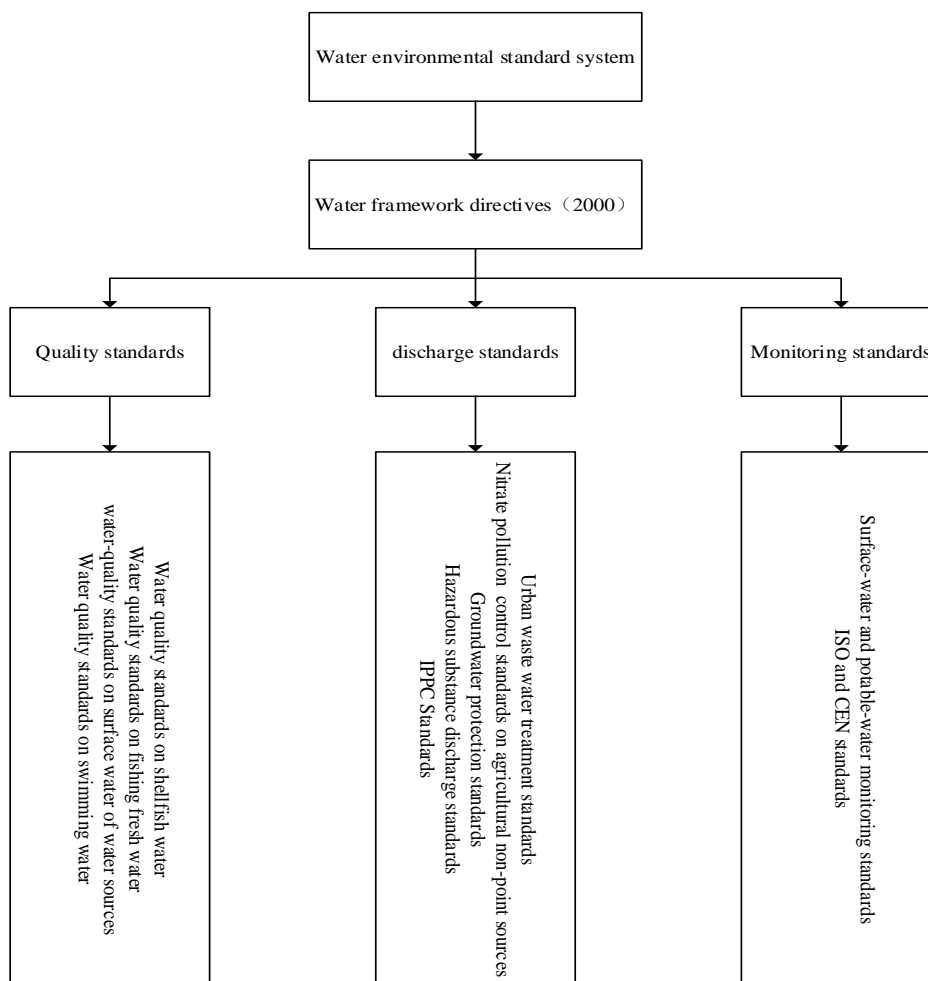 Water environmental standard system
Water framework directives（2000）
Quality standards
discharge standards
Monitoring standards
Water quality standards on shellfish water
Water quality standards on fishing fresh water
water-quality standards on surface water of water sources
Water quality standards on swimming water
Urban waste water treatment standards
Nitrate pollution control standards on agricultural non-point sources
Groundwater protection standards
Hazardous substance discharge standards
IPPC Standards
Surface-water and potable-water monitoring standards
ISO and CEN standards